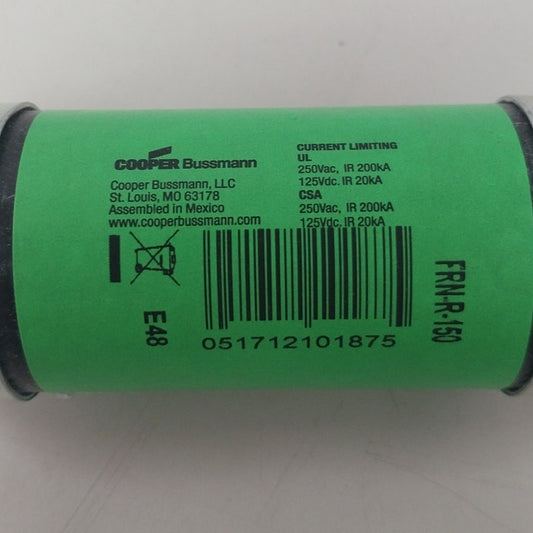 COOPER Bussmann
Cooper Bussmann, LLC
St. Louis, MO 63178
Assembled in Mexico
www.cooperbussmann.com
CURRENT LIMITING
UL
250Vac, IR 200kA
125Vdc. IR 20kA
CSA
250Vac, IR 200kA
125Vdc, IR 20kA
E48
051712101875
FRN-R-150